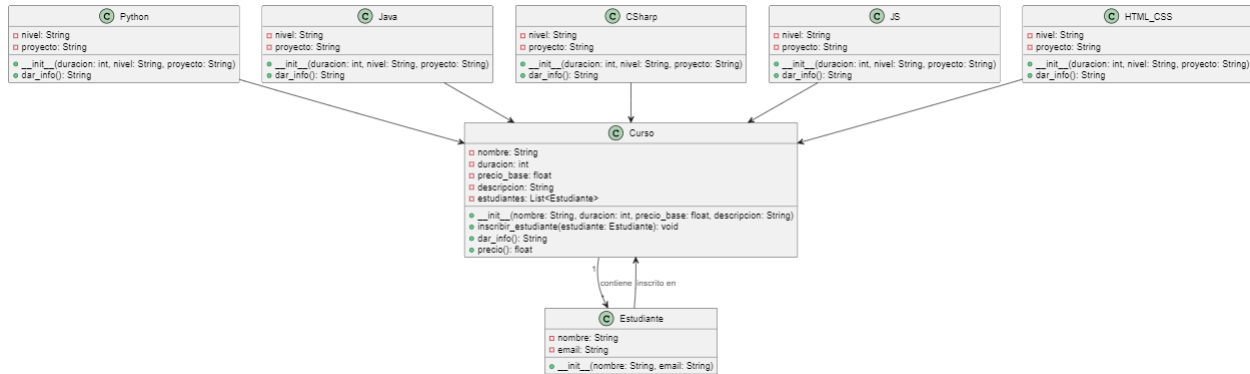 C Python
nivel: String
proyecto: String
__init__(duracion: int, nivel: String, proyecto: String)
dar_info(): String
C Java
nivel: String
proyecto: String
__init__(duracion: int, nivel: String, proyecto: String)
dar_info(): String
C CSharp
nivel: String
proyecto: String
__init__(duracion: int, nivel: String, proyecto: String)
dar_info(): String
C JS
nivel: String
proyecto: String
__init__(duracion: int, nivel: String, proyecto: String)
dar_info(): String
C HTML_CSS
nivel: String
proyecto: String
__init__(duracion: int, nivel: String, proyecto: String)
dar_info(): String
C Curso
nombre: String
duracion: int
precio_base: float
descripcion: String
estudiantes: List<Estudiante>
__init__(nombre: String, duracion: int, precio_base: float, descripcion: String)
inscribir_estudiante(estudiante: Estudiante): void
dar_info(): String
precio(): float
1
contiene
inscrito en
C Estudiante
nombre: String
email: String
__init__(nombre: String, email: String)